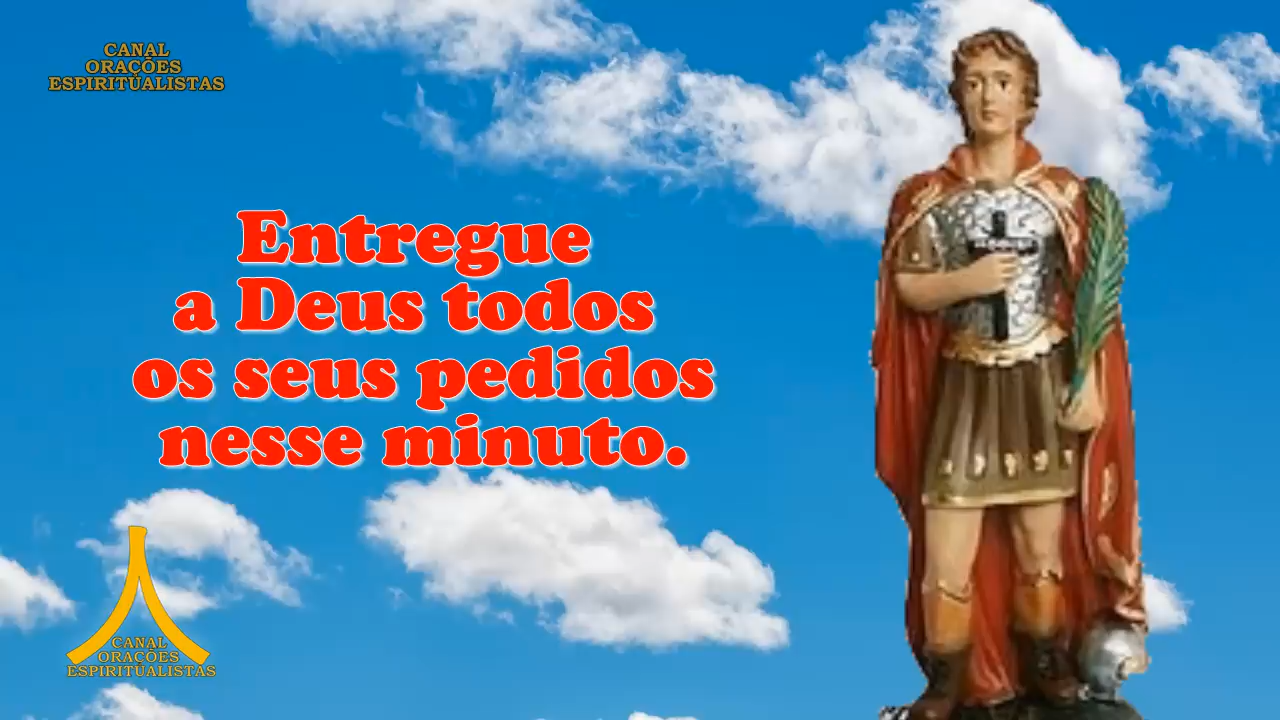 CANAL
ORAÇÕES
ESPIRITUALISTAS
Entregue
a Deus todos
os seus pedidos
nesse minuto.
CANAL
ORAÇÕES
ESPIRITUALISTAS